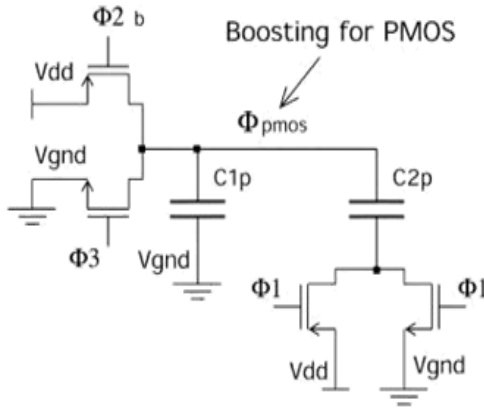 Φ2 b
Boosting for PMOS
Vdd
Φpmos
Vgnd
C1p
C2p
Φ3
Vgnd
Φ1
Φ1
Vdd
Vgnd